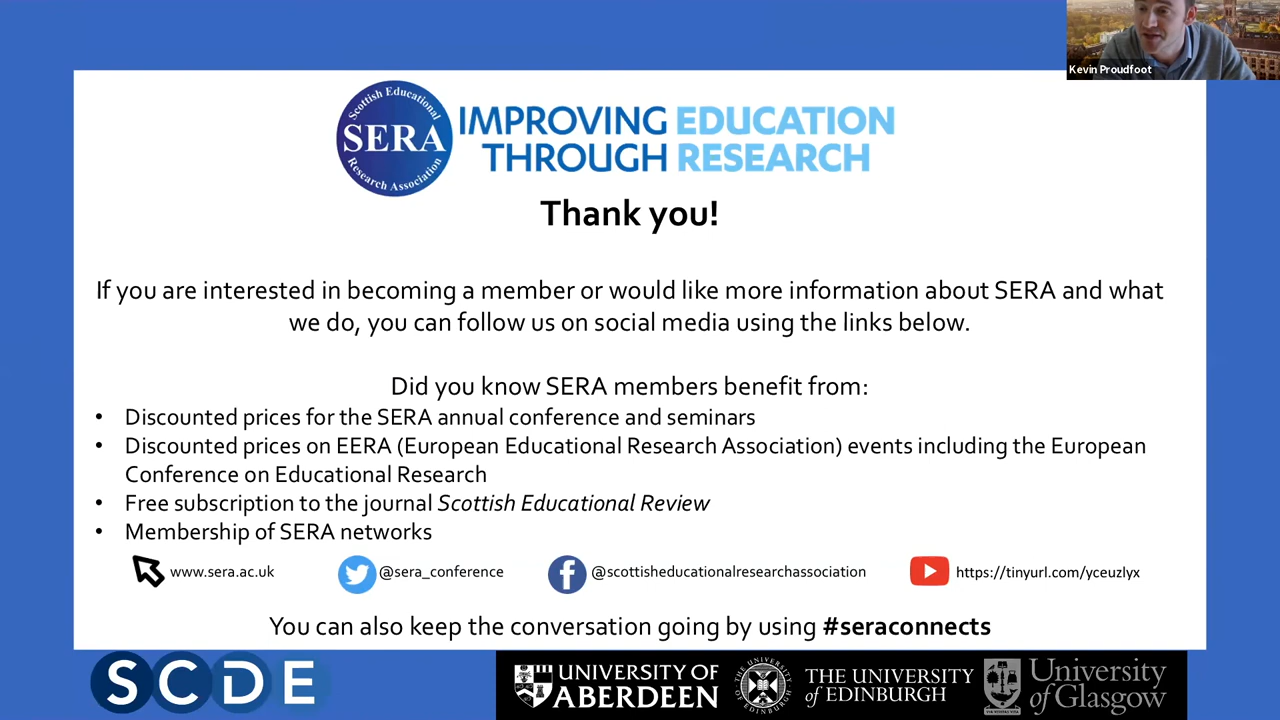 Kevin Proudfoot
Scottish Educational
SERA
Research Association
IMPROVING EDUCATION
THROUGH RESEARCH
Thank you!
If you are interested in becoming a member or would like more information about SERA and what
we do, you can follow us on social media using the links below.
Did you know SERA members benefit from:
• Discounted prices for the SERA annual conference and seminars
• Discounted prices on EERA (European Educational Research Association) events including the European
Conference on Educational Research
• Free subscription to the journal Scottish Educational Review
• Membership of SERA networks
www.sera.ac.uk @sera_conference @scottisheducationalresearchassociation https://tinyurl.com/yceuzlyx
You can also keep the conversation going by using #seraconnects
SCDE
UNIVERSITY OF
ABERDEEN
THE UNIVERSITY
of EDINBURGH
University
of Glasgow